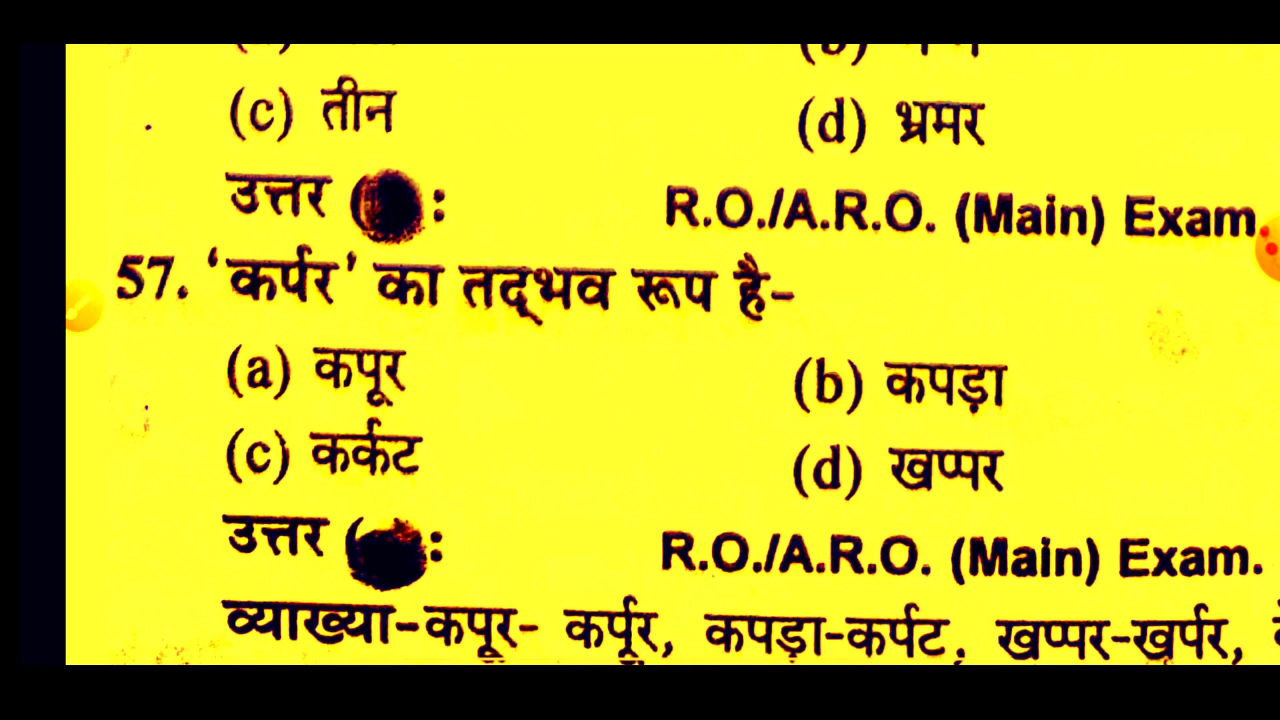 (c) तीन (d) भ्रमर
उत्तर ( : R.O./A.R.O. (Main) Exam.
57. 'कर्पर' का तद्भव रूप है-
(a) कपूर (b) कपड़ा
(c) कर्कट (d) खप्पर
उत्तर ( : R.O./A.R.O. (Main) Exam.
व्याख्या-कपूर- कर्पूर, कपड़ा-कर्पट, खप्पर-खर्पर,